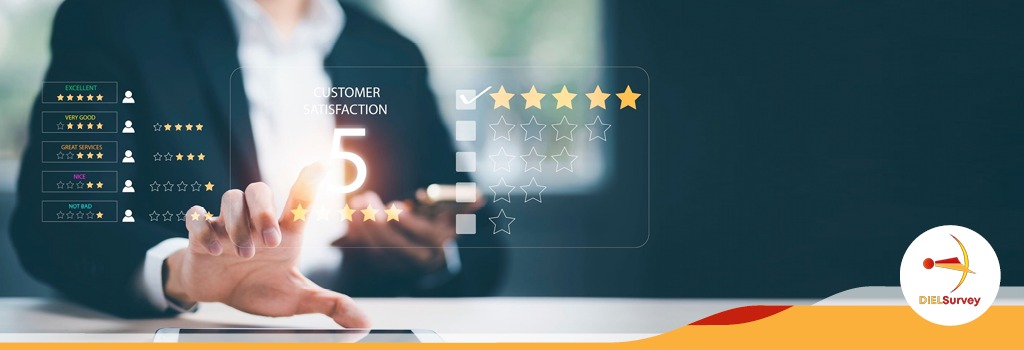 EXCELLENT
VERY GOOD
GREAT SERVICES
NICE
NOT BAD
CUSTOMER
SATISFACTION
5
DIELSurvey